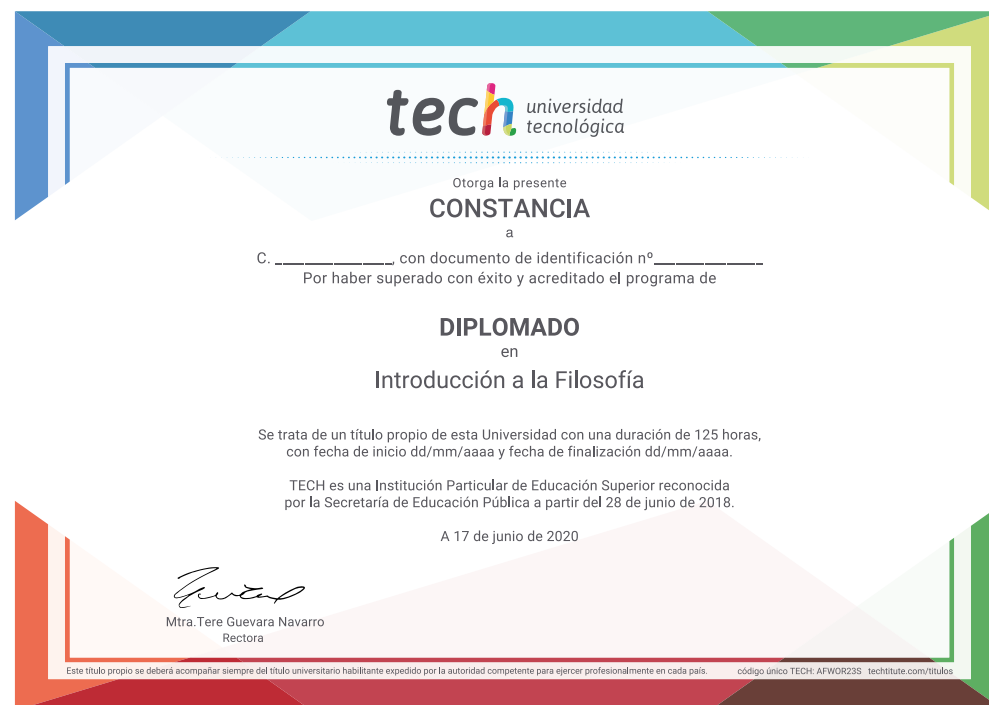 tech universidad
tecnológica
Otorga la presente
CONSTANCIA
a
C. ______________, con documento de identificación nº_____________
Por haber superado con éxito y acreditado el programa de
DIPLOMADO
en
Introducción a la Filosofía
Se trata de un título propio de esta Universidad con una duración de 125 horas,
con fecha de inicio dd/mm/aaaa y fecha de finalización dd/mm/aaaa.
TECH es una Institución Particular de Educación Superior reconocida
por la Secretaría de Educación Pública a partir del 28 de junio de 2018.
A 17 de junio de 2020
Mtra.Tere Guevara Navarro
Rectora
Este título propio se deberá acompañar siempre del título universitario habilitante expedido por la autoridad competente para ejercer profesionalmente en cada país. código único TECH: AFWOR23S techtitute.com/titulos